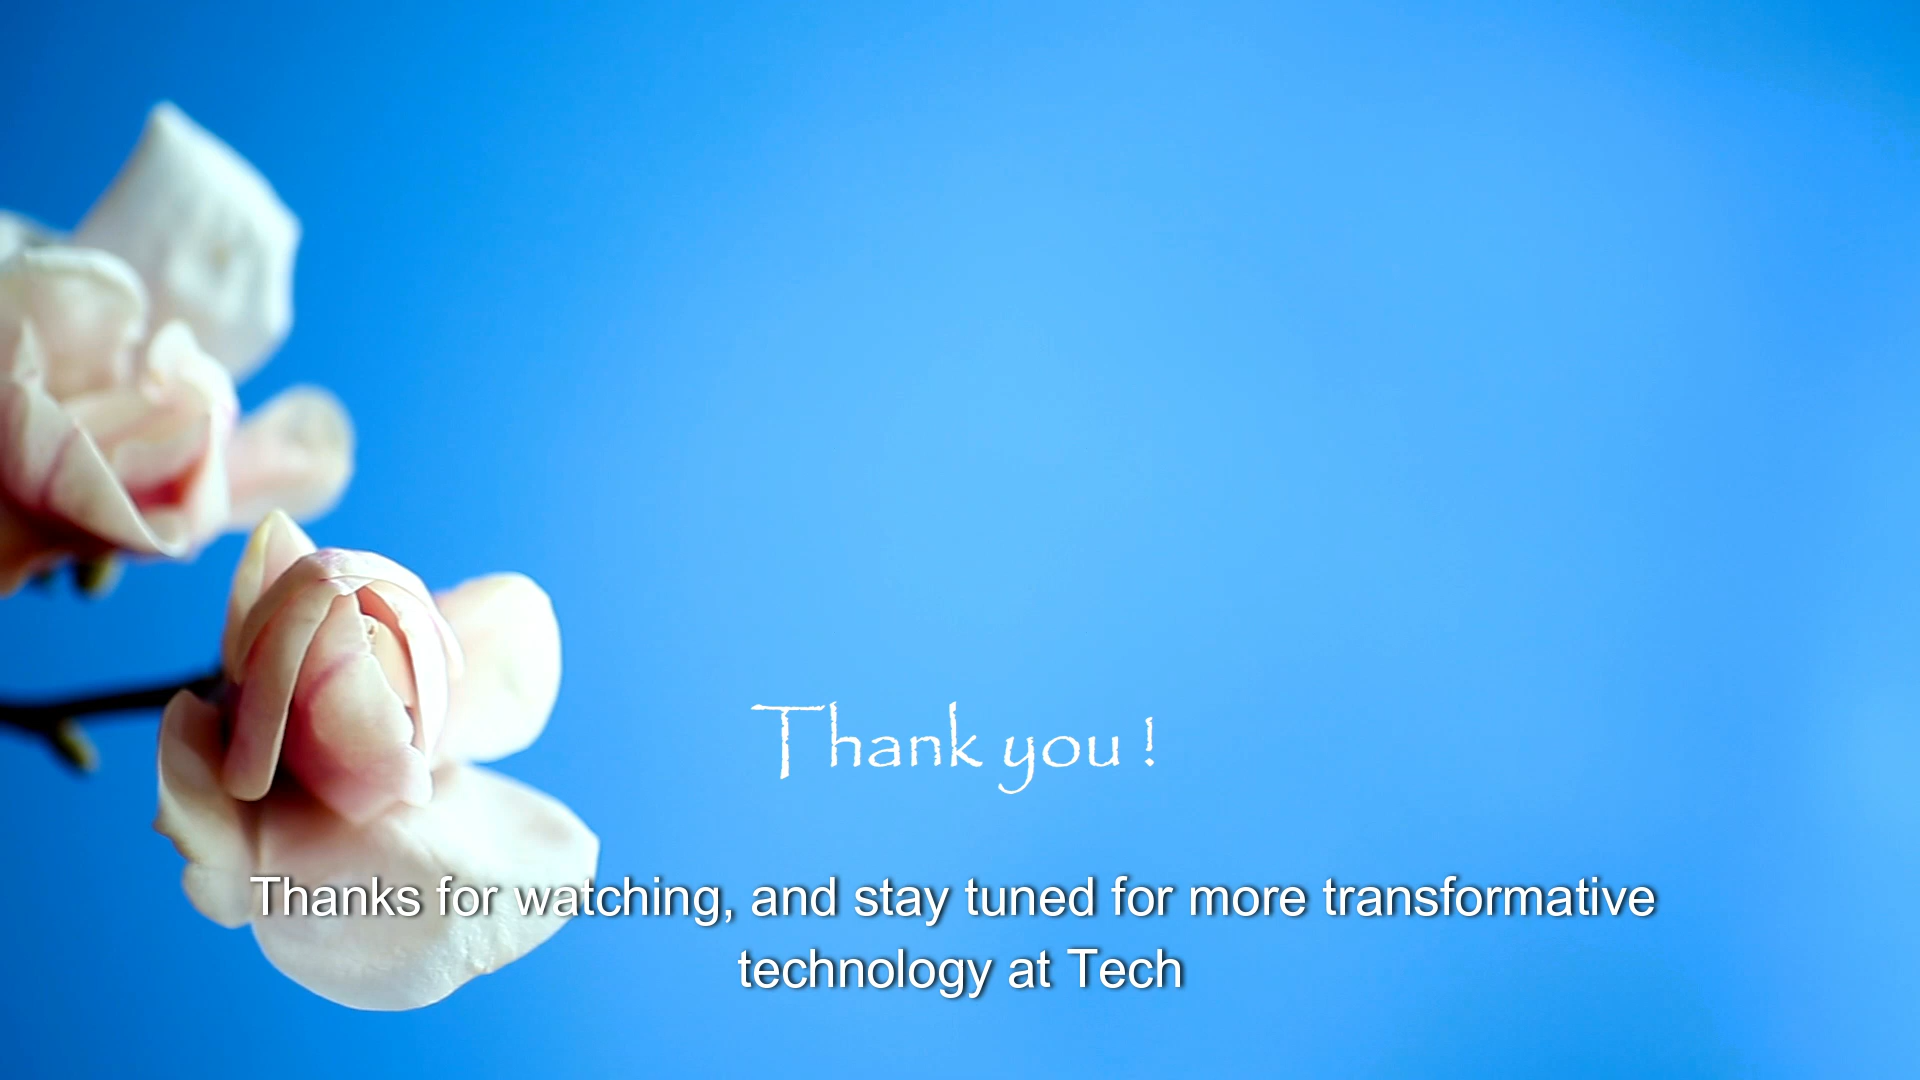 Thank you !
Thanks for watching, and stay tuned for more transformative
technology at Tech